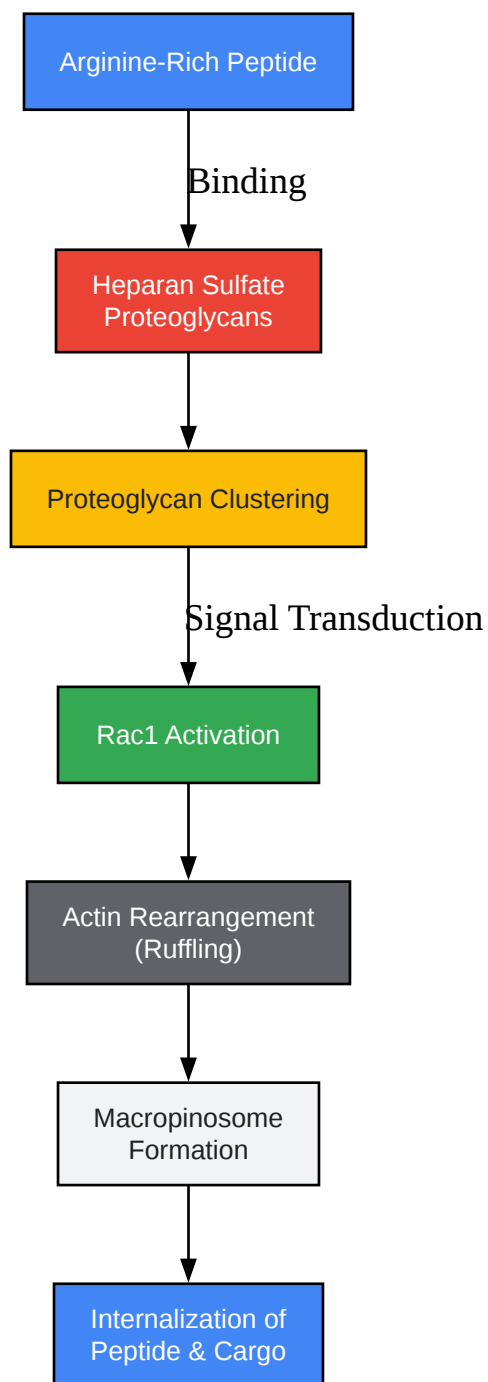 Arginine-Rich Peptide
Binding
Heparan Sulfate
Proteoglycans
Proteoglycan Clustering
Signal Transduction
Rac1 Activation
Actin Rearrangement
(Ruffling)
Macropinosome
Formation
Internalization of
Peptide & Cargo